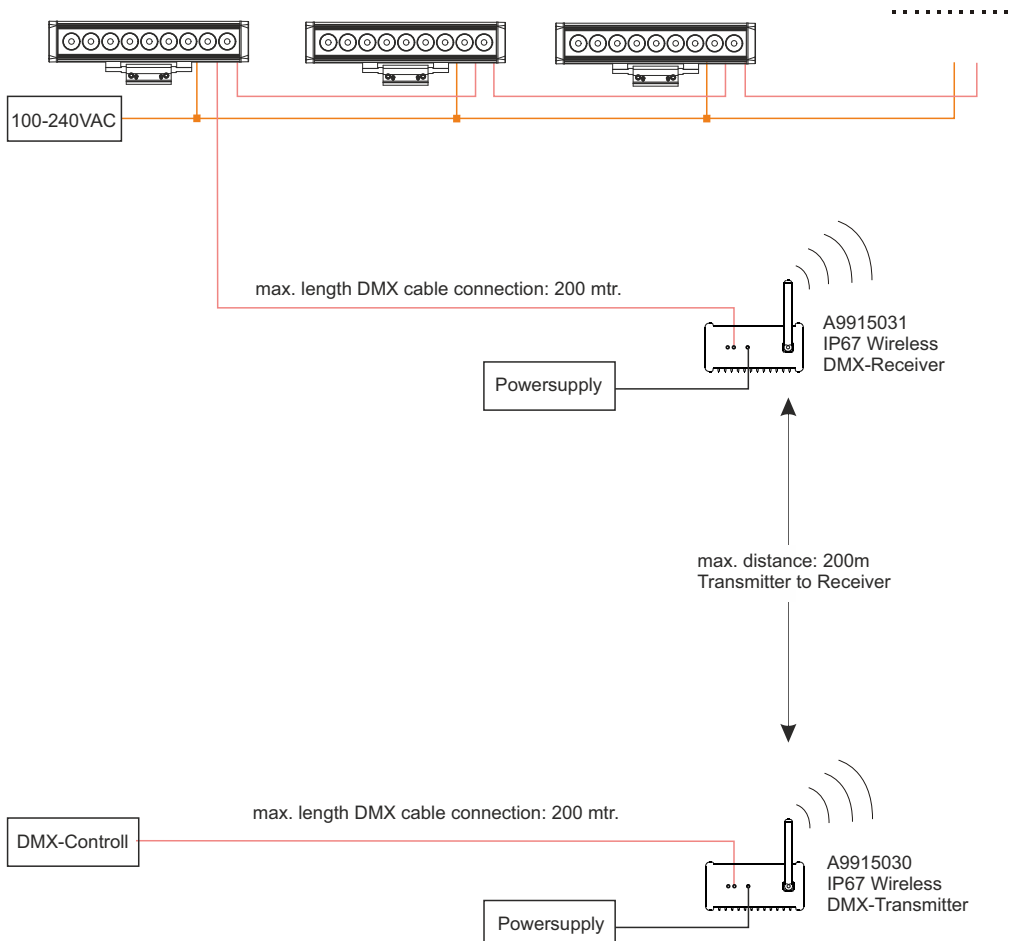 100-240VAC
max. length DMX cable connection: 200 mtr.
A9915031
IP67 Wireless
DMX-Receiver
Powersupply
max. distance: 200m
Transmitter to Receiver
max. length DMX cable connection: 200 mtr.
DMX-Controll
A9915030
IP67 Wireless
DMX-Transmitter
Powersupply